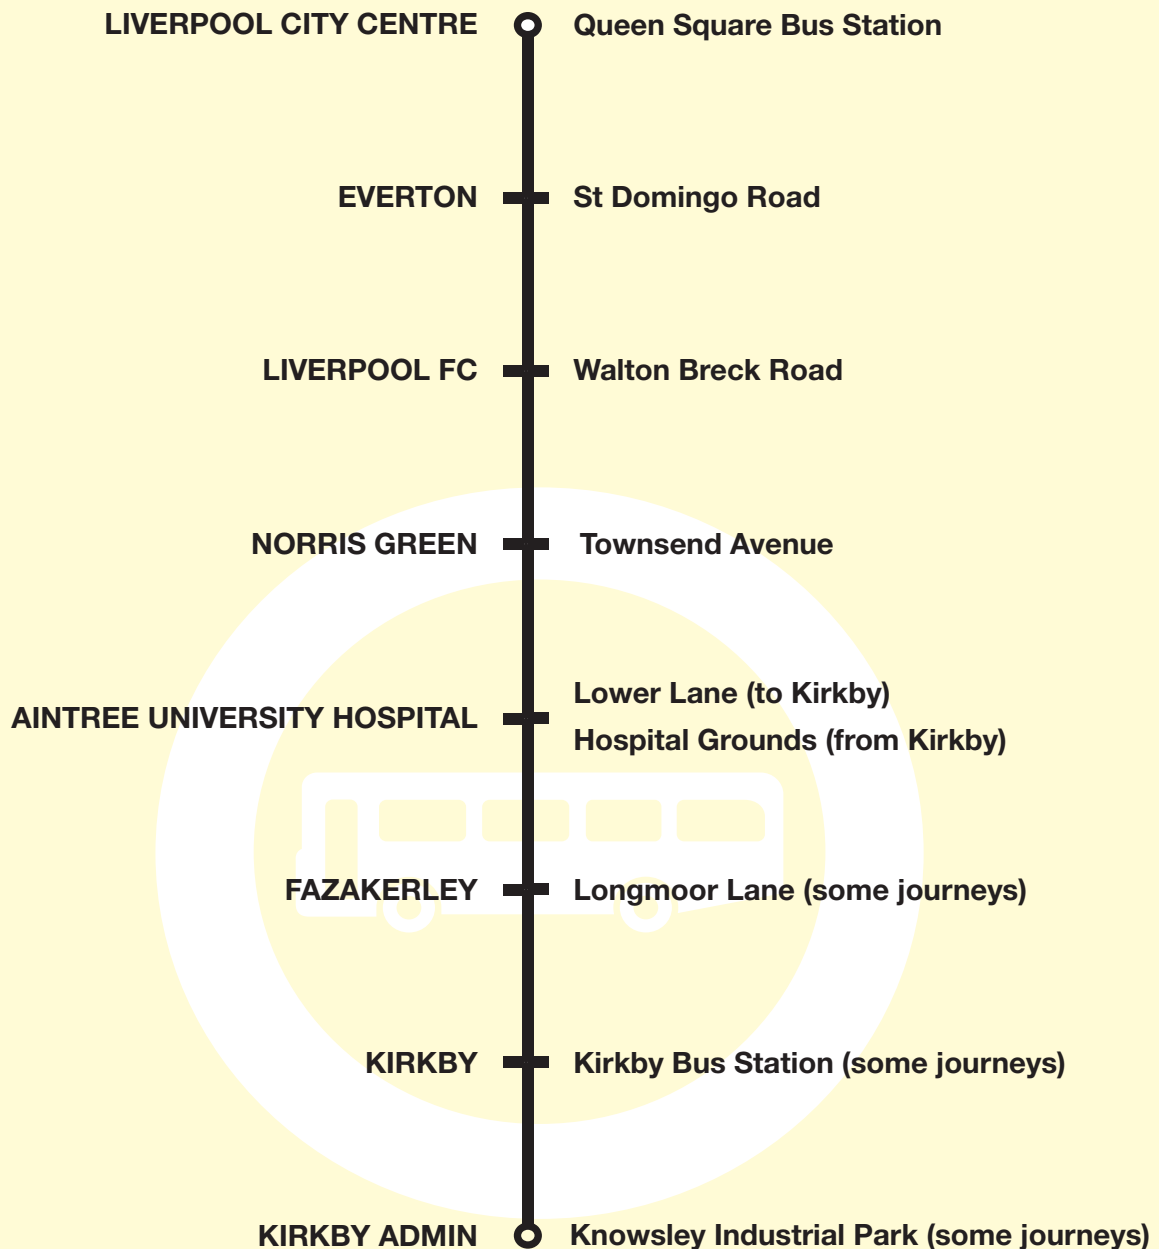 LIVERPOOL CITY CENTRE Queen Square Bus Station
EVERTON St Domingo Road
LIVERPOOL FC Walton Breck Road
NORRIS GREEN Townsend Avenue
AINTREE UNIVERSITY HOSPITAL Lower Lane (to Kirkby)
Hospital Grounds (from Kirkby)
FAZAKERLEY Longmoor Lane (some journeys)
KIRKBY Kirkby Bus Station (some journeys)
KIRKBY ADMIN Knowsley Industrial Park (some journeys)